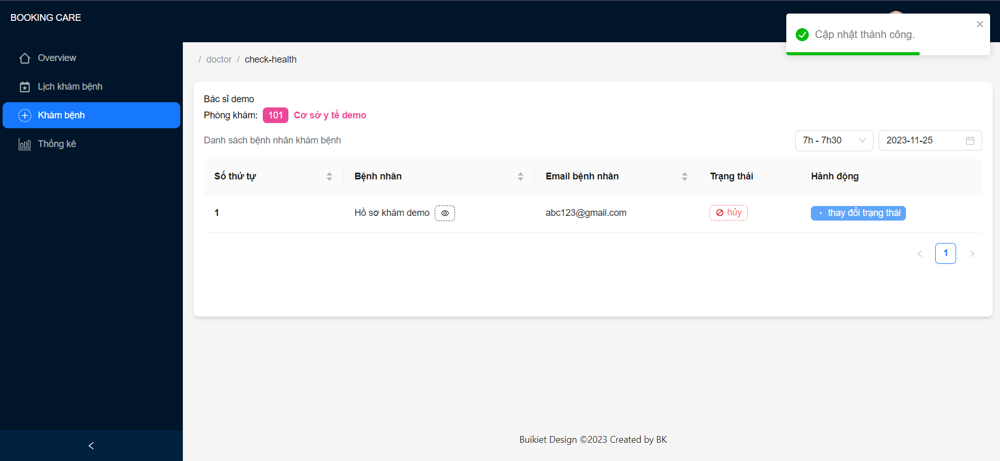 BOOKING CARE
Cập nhật thành công.
Overview
Lịch khám bệnh
Khám bệnh
Thống kê
/ doctor / check-health
Bác sỉ demo
Phòng khám: 101 Cơ sở y tế demo
Danh sách bệnh nhân khám bệnh
7h - 7h30
2023-11-25
Số thứ tự
Bệnh nhân
Email bệnh nhân
Trạng thái
Hành động
1
Hồ sơ khám demo
abc123@gmail.com
hủy
thay đổi trạng thái
1
Buikiet Design ©2023 Created by BK